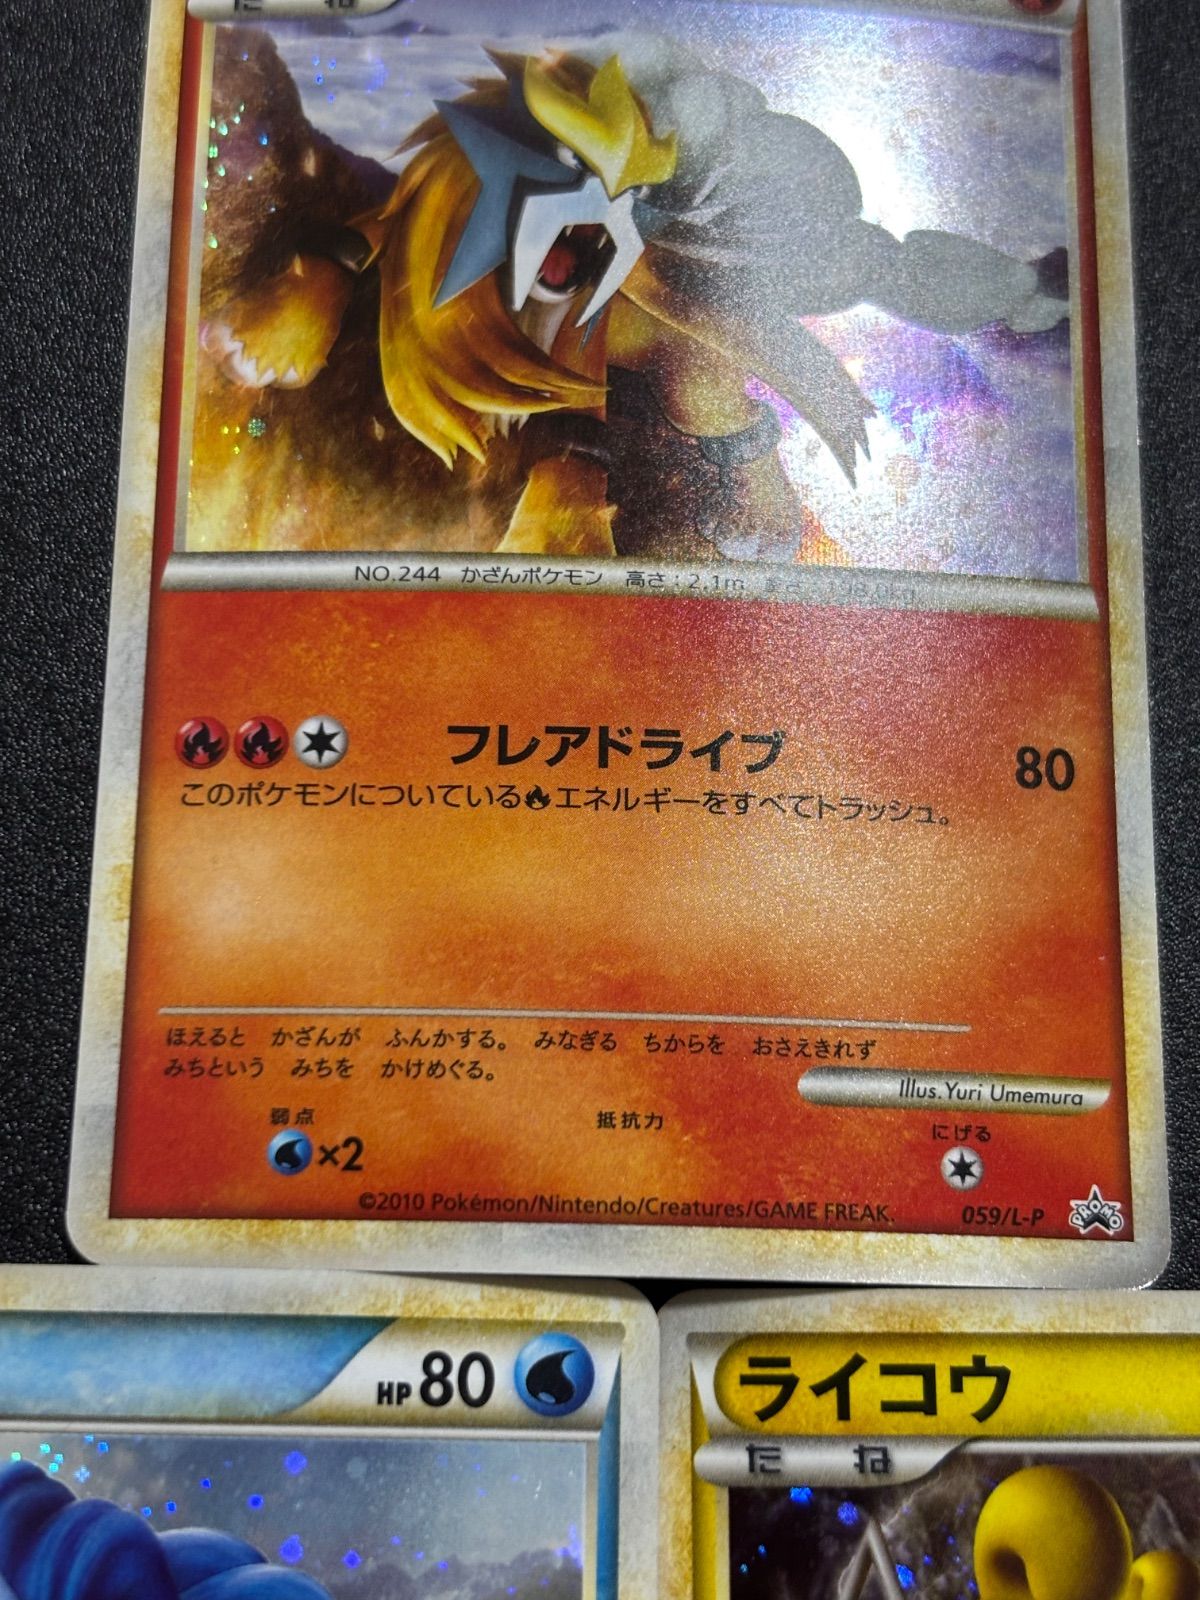 たね
NO.244 かざんポケモン 高さ:2.1m 重さ:198.0kg
フレアドライブ 80
このポケモンについているエネルギーをすべてトラッシュ。
ほえると かざんが ふんかする。 みなぎる ちからを おさえきれず
みちという みちを かけめぐる。
Illus.Yuri Umemura
弱点 抵抗力 にげる
×2
©2010 Pokémon/Nintendo/Creatures/GAME FREAK. 059/L-P PROMO
HP 80
ライコウ
たね